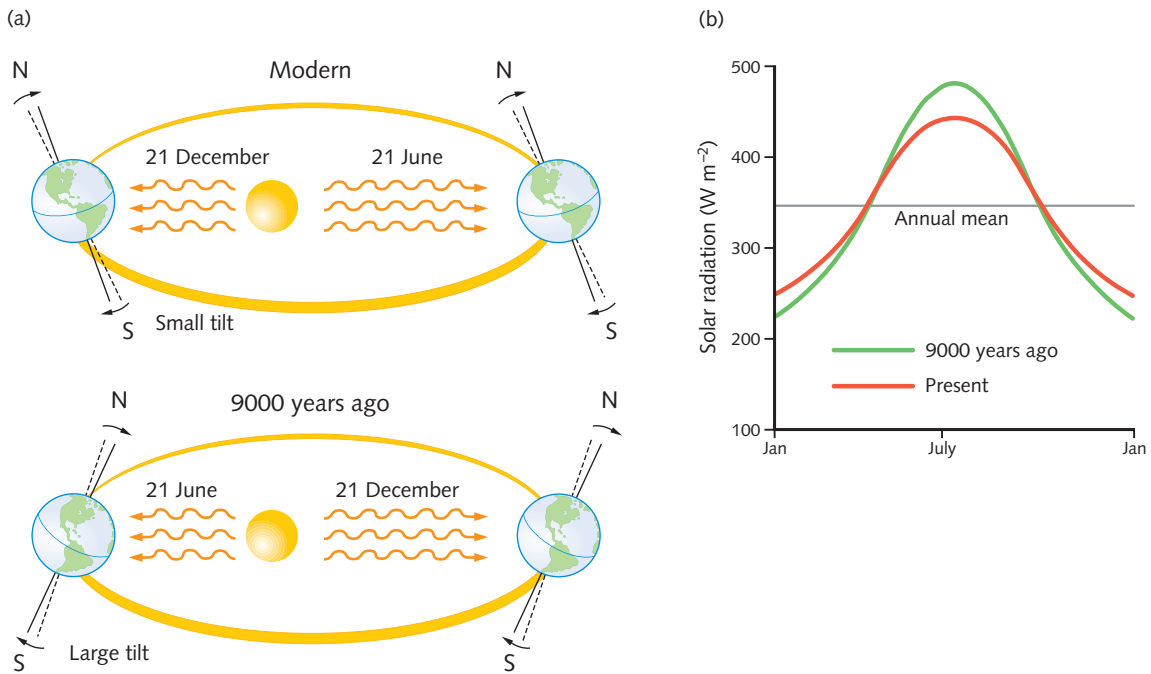 (a)
Modern
N
N
21 December
21 June
S
Small tilt
S
9000 years ago
N
N
21 June
21 December
S
Large tilt
S
(b)
Solar radiation (W m−2)
500
400
300
200
100
Annual mean
9000 years ago
Present
Jan
July
Jan